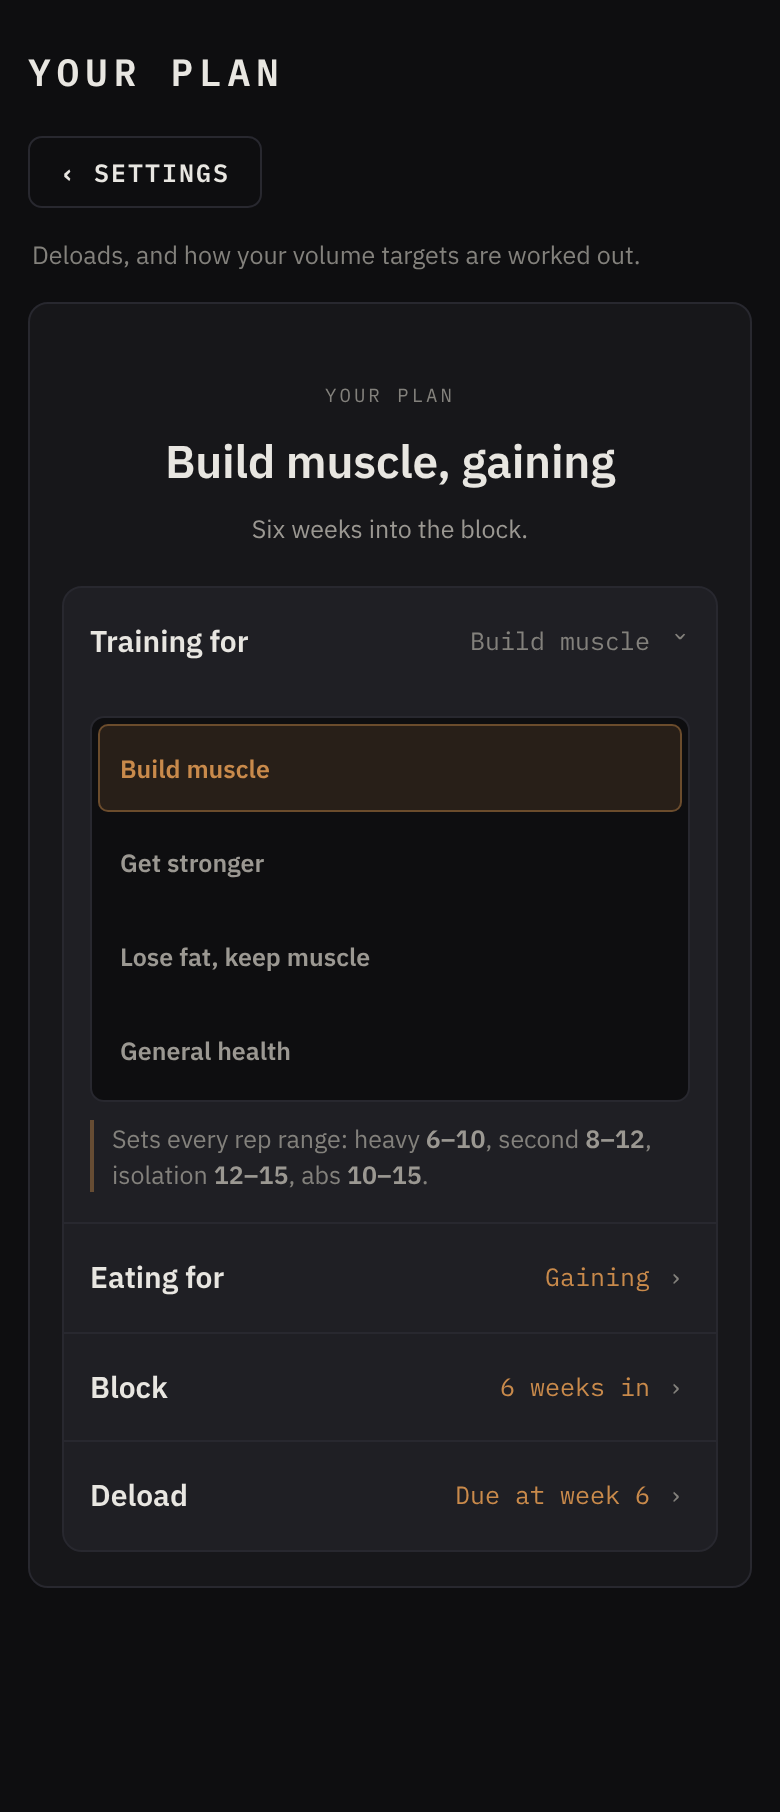 YOUR PLAN
‹ SETTINGS
Deloads, and how your volume targets are worked out.
YOUR PLAN
Build muscle, gaining
Six weeks into the block.
Training for Build muscle ⌄
Build muscle
Get stronger
Lose fat, keep muscle
General health
Sets every rep range: heavy 6–10, second 8–12,
isolation 12–15, abs 10–15.
Eating for Gaining ›
Block 6 weeks in ›
Deload Due at week 6 ›